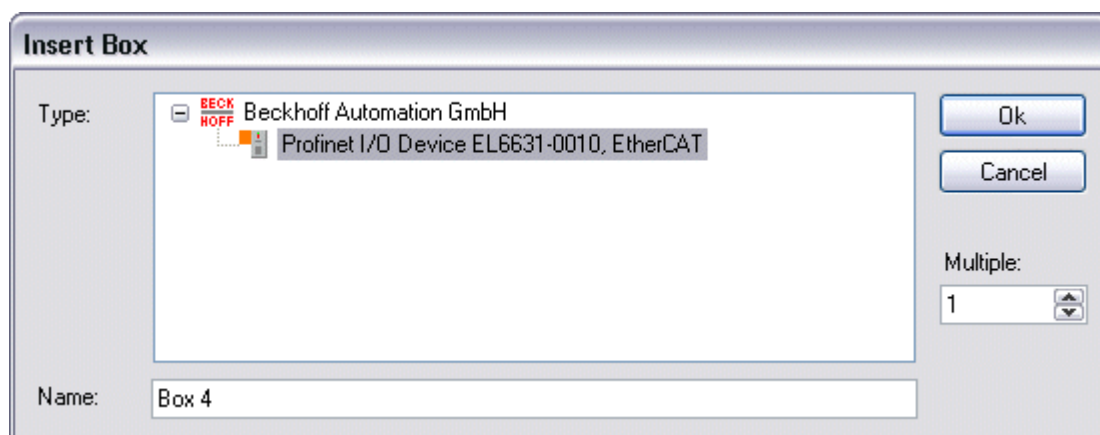 Insert Box
Type:
BECK
HOFF
Beckhoff Automation GmbH
Ok
Profinet I/O Device EL6631-0010, EtherCAT
Cancel
Multiple:
1
Name:
Box 4